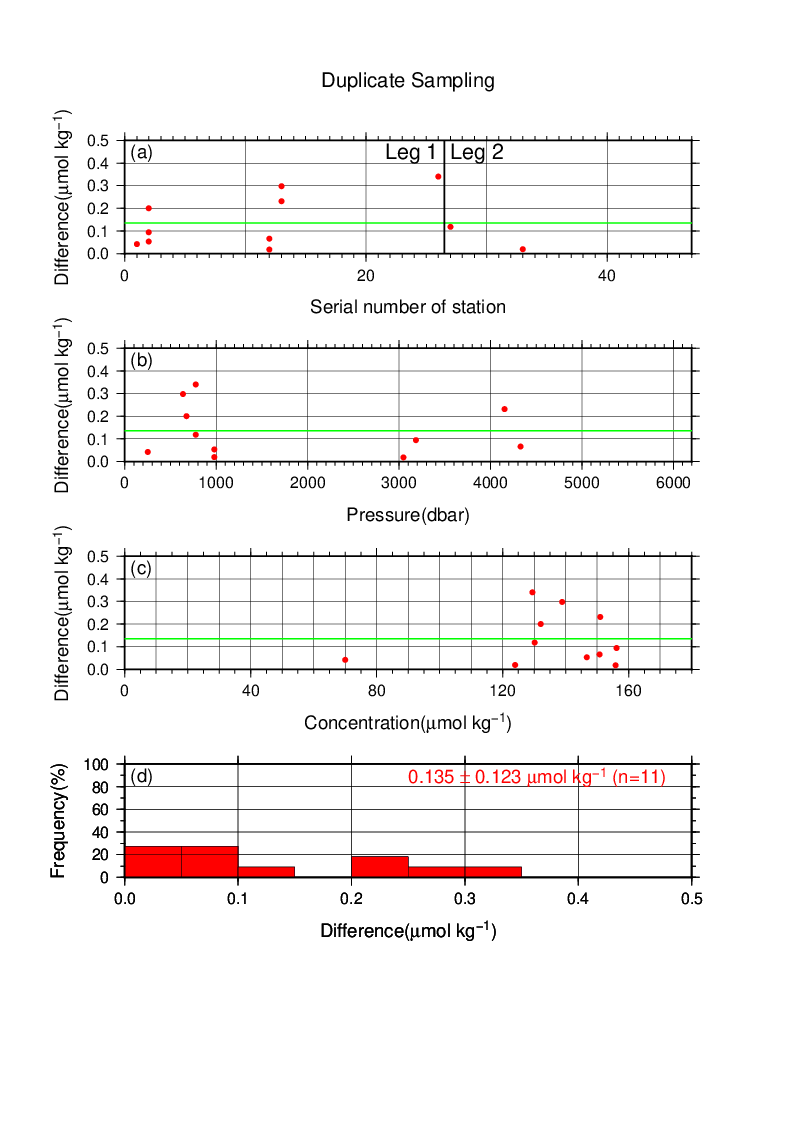 Duplicate Sampling
Difference(μmol kg⁻¹)
0.5
0.4
0.3
0.2
0.1
0.0
(a)
Leg 1
Leg 2
0 20 40
Serial number of station
Difference(μmol kg⁻¹)
0.5
0.4
0.3
0.2
0.1
0.0
(b)
0 1000 2000 3000 4000 5000 6000
Pressure(dbar)
Difference(μmol kg⁻¹)
0.5
0.4
0.3
0.2
0.1
0.0
(c)
0 40 80 120 160
Concentration(μmol kg⁻¹)
Frequency(%)
100
80
60
40
20
0
(d)
0.135 ± 0.123 μmol kg⁻¹ (n=11)
0.0 0.1 0.2 0.3 0.4 0.5
Difference(μmol kg⁻¹)